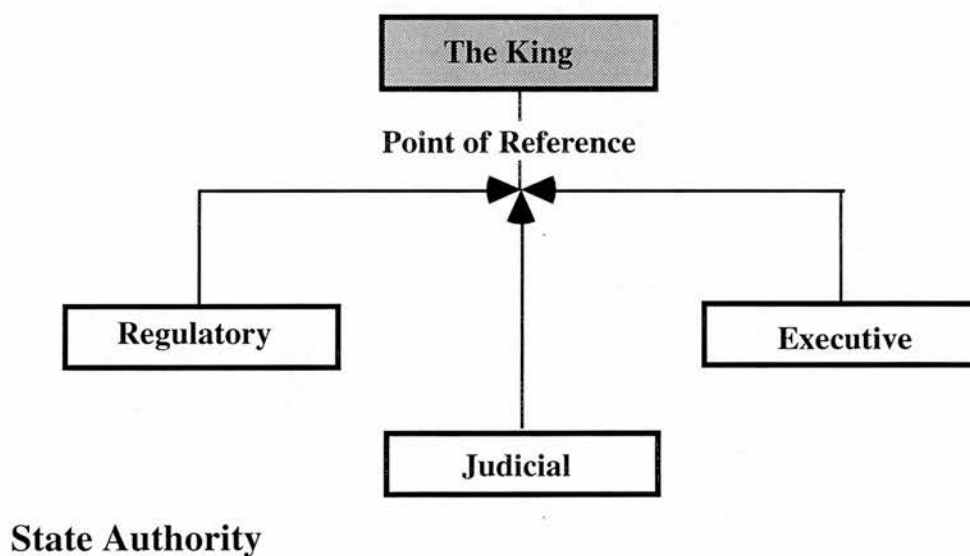 The King
Point of Reference
Regulatory
Executive
Judicial
State Authority